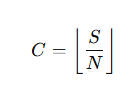 C = ⌊S/N⌋